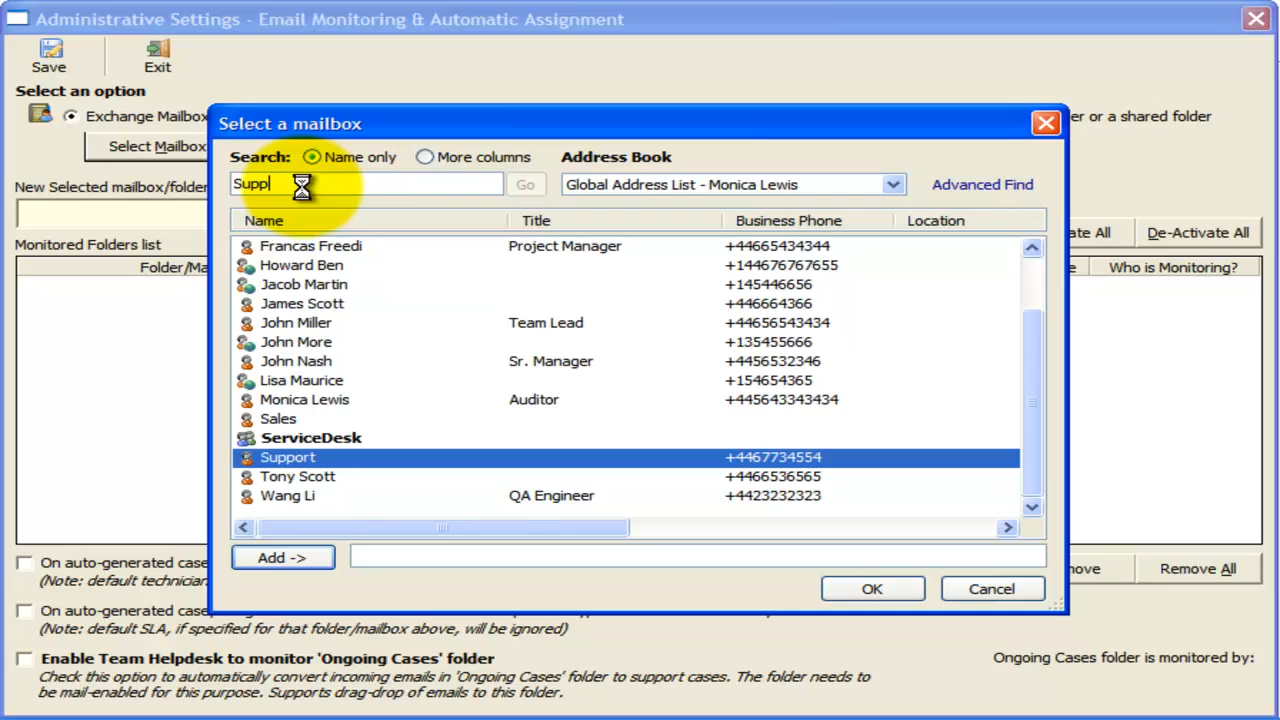 Administrative Settings - Email Monitoring & Automatic Assignment
Save
Exit
Select an option
Exchange Mailbox
er or a shared folder
Select Mailbox
New Selected mailbox/folder
Monitored Folders list
ate All
De-Activate All
Folder/Ma
Who is Monitoring?
Select a mailbox
Search: Name only More columns Address Book
Supp Go Global Address List - Monica Lewis Advanced Find
Name Title Business Phone Location
Francas Freedi Project Manager +44665434344
Howard Ben +144676767655
Jacob Martin +145446656
James Scott +446664366
John Miller Team Lead +44656543434
John More +135455666
John Nash Sr. Manager +4456532346
Lisa Maurice +154654365
Monica Lewis Auditor +445643343434
Sales
ServiceDesk
Support +4467734554
Tony Scott +4466536565
Wang Li QA Engineer +4423232323
Add ->
OK Cancel
On auto-generated case
(Note: default technician
move
Remove All
On auto-generated case
(Note: default SLA, if specified for that folder/mailbox above, will be ignored)
Enable Team Helpdesk to monitor 'Ongoing Cases' folder
Ongoing Cases folder is monitored by:
Check this option to automatically convert incoming emails in 'Ongoing Cases' folder to support cases. The folder needs to
be mail-enabled for this purpose. Supports drag-drop of emails to this folder.